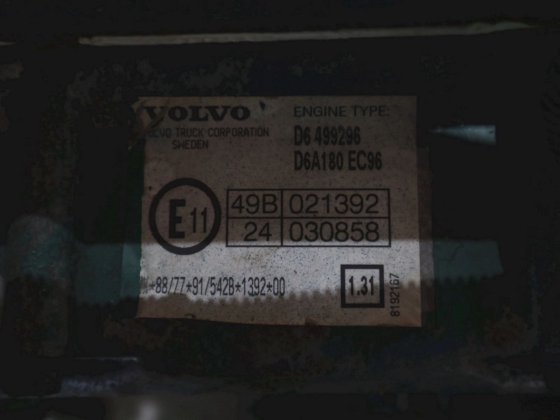 VOLVO
VOLVO TRUCK CORPORATION
SWEDEN
ENGINE TYPE:
D6 499296
D6A180 EC96
E11
49B 021392
24 030858
*88/77*91/542B*1392*00
1.31
8192167